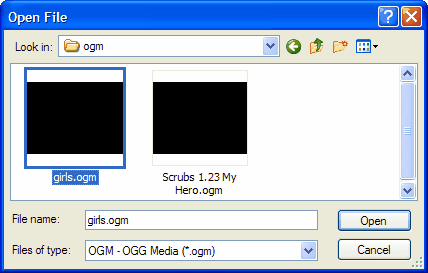 Open File
Look in: ogm
girls.ogm
Scrubs 1.23 My
Hero.ogm
File name: girls.ogm
Open
Files of type: OGM - OGG Media (*.ogm)
Cancel